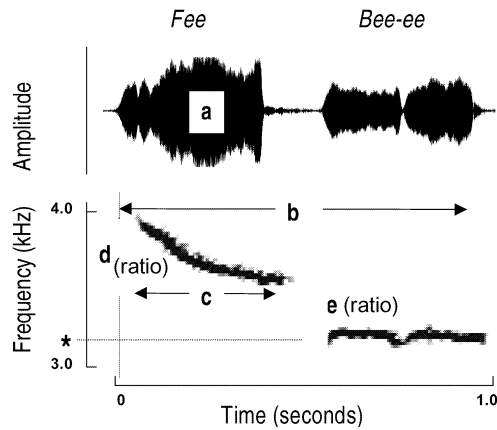 Fee Bee-ee
Amplitude
a
Frequency (kHz)
4.0
b
d (ratio)
c
e (ratio)
*
3.0
0 1.0
Time (seconds)